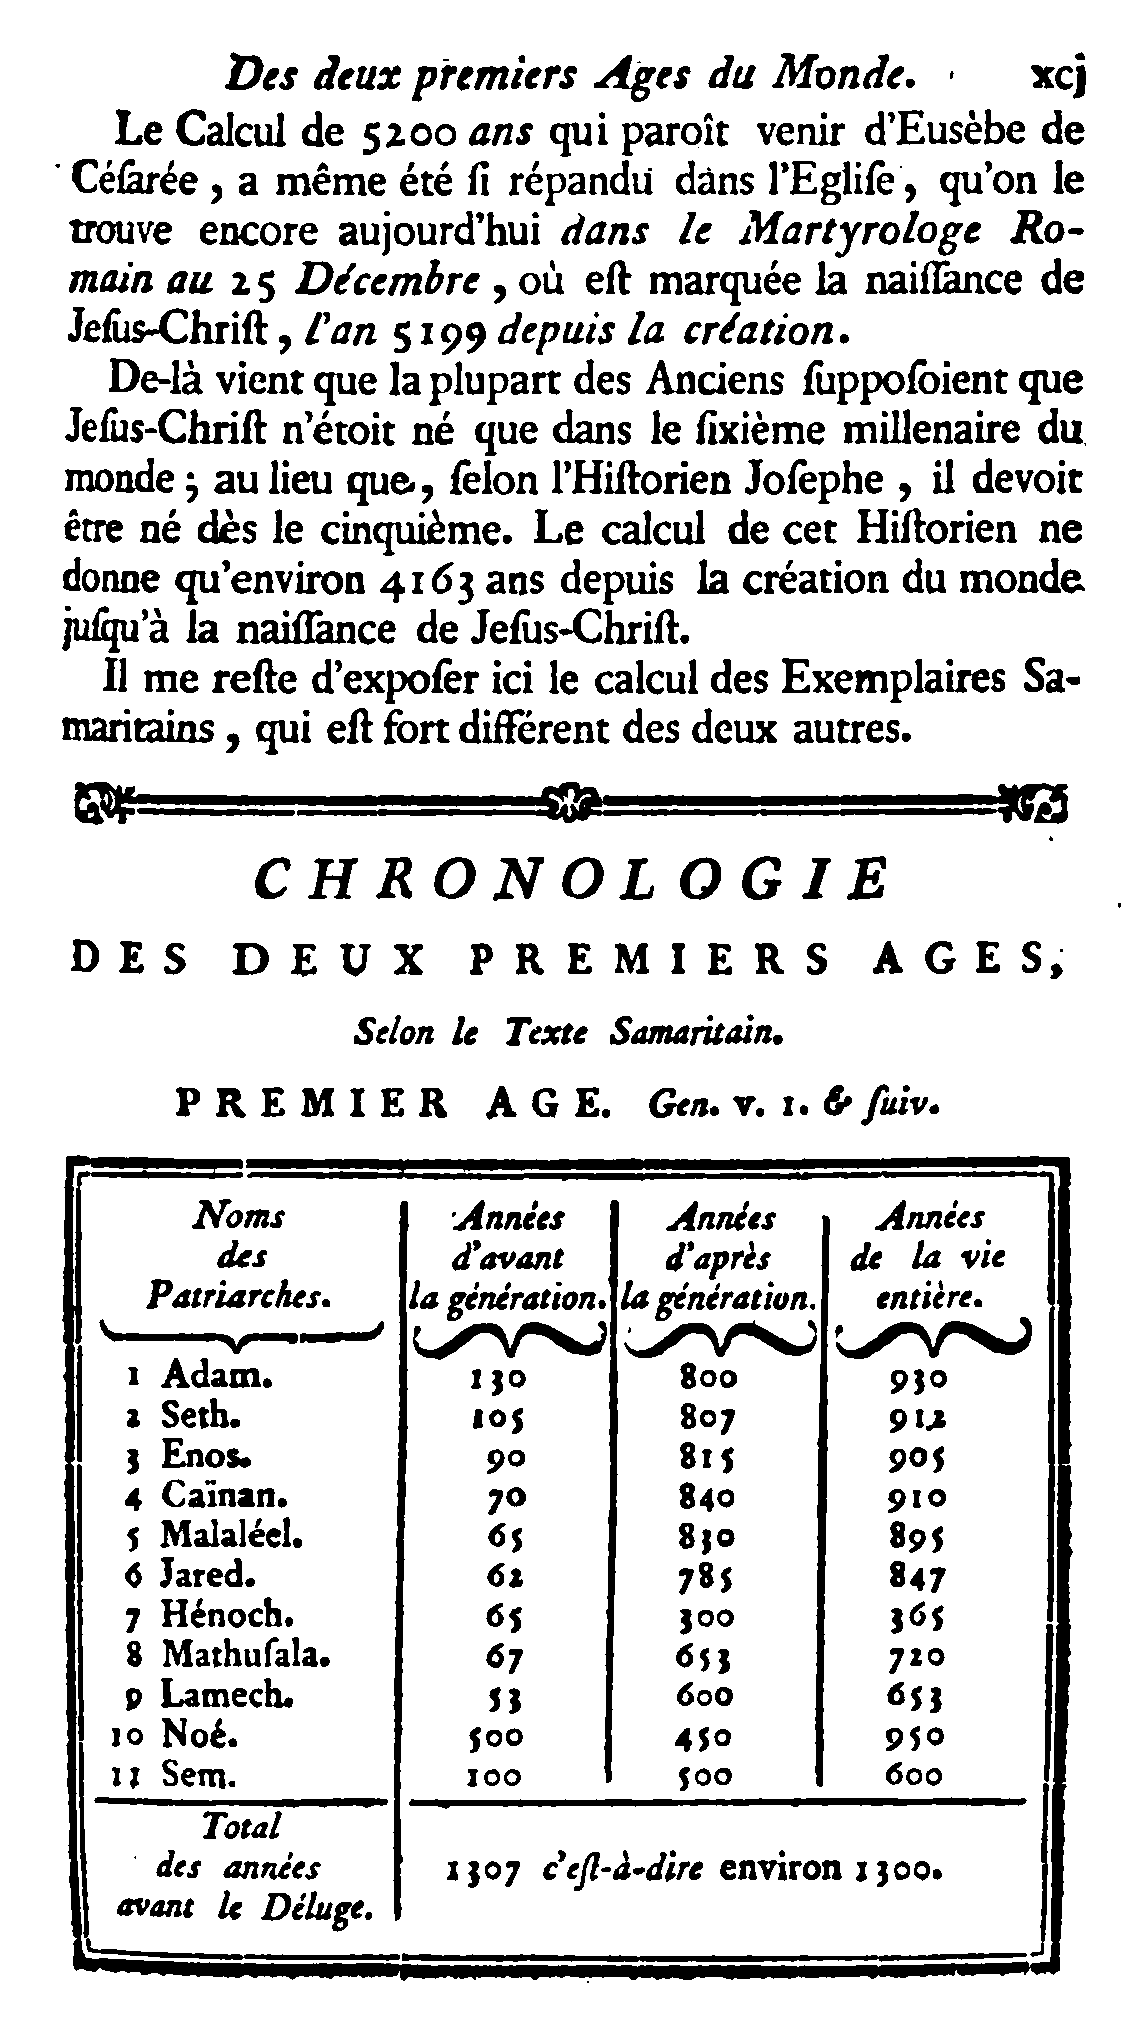 Des deux premiers Ages du Monde. xcj
Le Calcul de 5200 ans qui paroît venir d'Eusèbe de
Céſarée, a même été ſi répandu dans l'Egliſe, qu'on le
trouve encore aujourd'hui dans le Martyrologe Ro-
main au 25 Décembre, où eſt marquée la naiſſance de
Jeſus-Chriſt, l'an 5199 depuis la création.
De-là vient que la plupart des Anciens ſuppoſoient que
Jeſus-Chriſt n'étoit né que dans le ſixième millenaire du
monde; au lieu que, ſelon l'Hiſtorien Joſephe, il devoit
être né dès le cinquième. Le calcul de cet Hiſtorien ne
donne qu'environ 4163 ans depuis la création du monde
juſqu'à la naiſſance de Jeſus-Chriſt.
Il me reſte d'expoſer ici le calcul des Exemplaires Sa-
maritains, qui eſt fort différent des deux autres.
CHRONOLOGIE
DES DEUX PREMIERS AGES,
Selon le Texte Samaritain.
PREMIER AGE. Gen. v. 1. & ſuiv.
Noms Années Années Années
des d'avant d'après de la vie
Patriarches. la génération. la génération. entière.
1 Adam. 130 800 930
2 Seth. 105 807 912
3 Enos. 90 815 905
4 Caïnan. 70 840 910
5 Malaléel. 65 830 895
6 Jared. 62 785 847
7 Hénoch. 65 300 365
8 Mathuſala. 67 653 720
9 Lamech. 53 600 653
10 Noé. 500 450 950
11 Sem. 100 500 600
Total
des années 1307 c'eſt-à-dire environ 1300.
avant le Déluge.